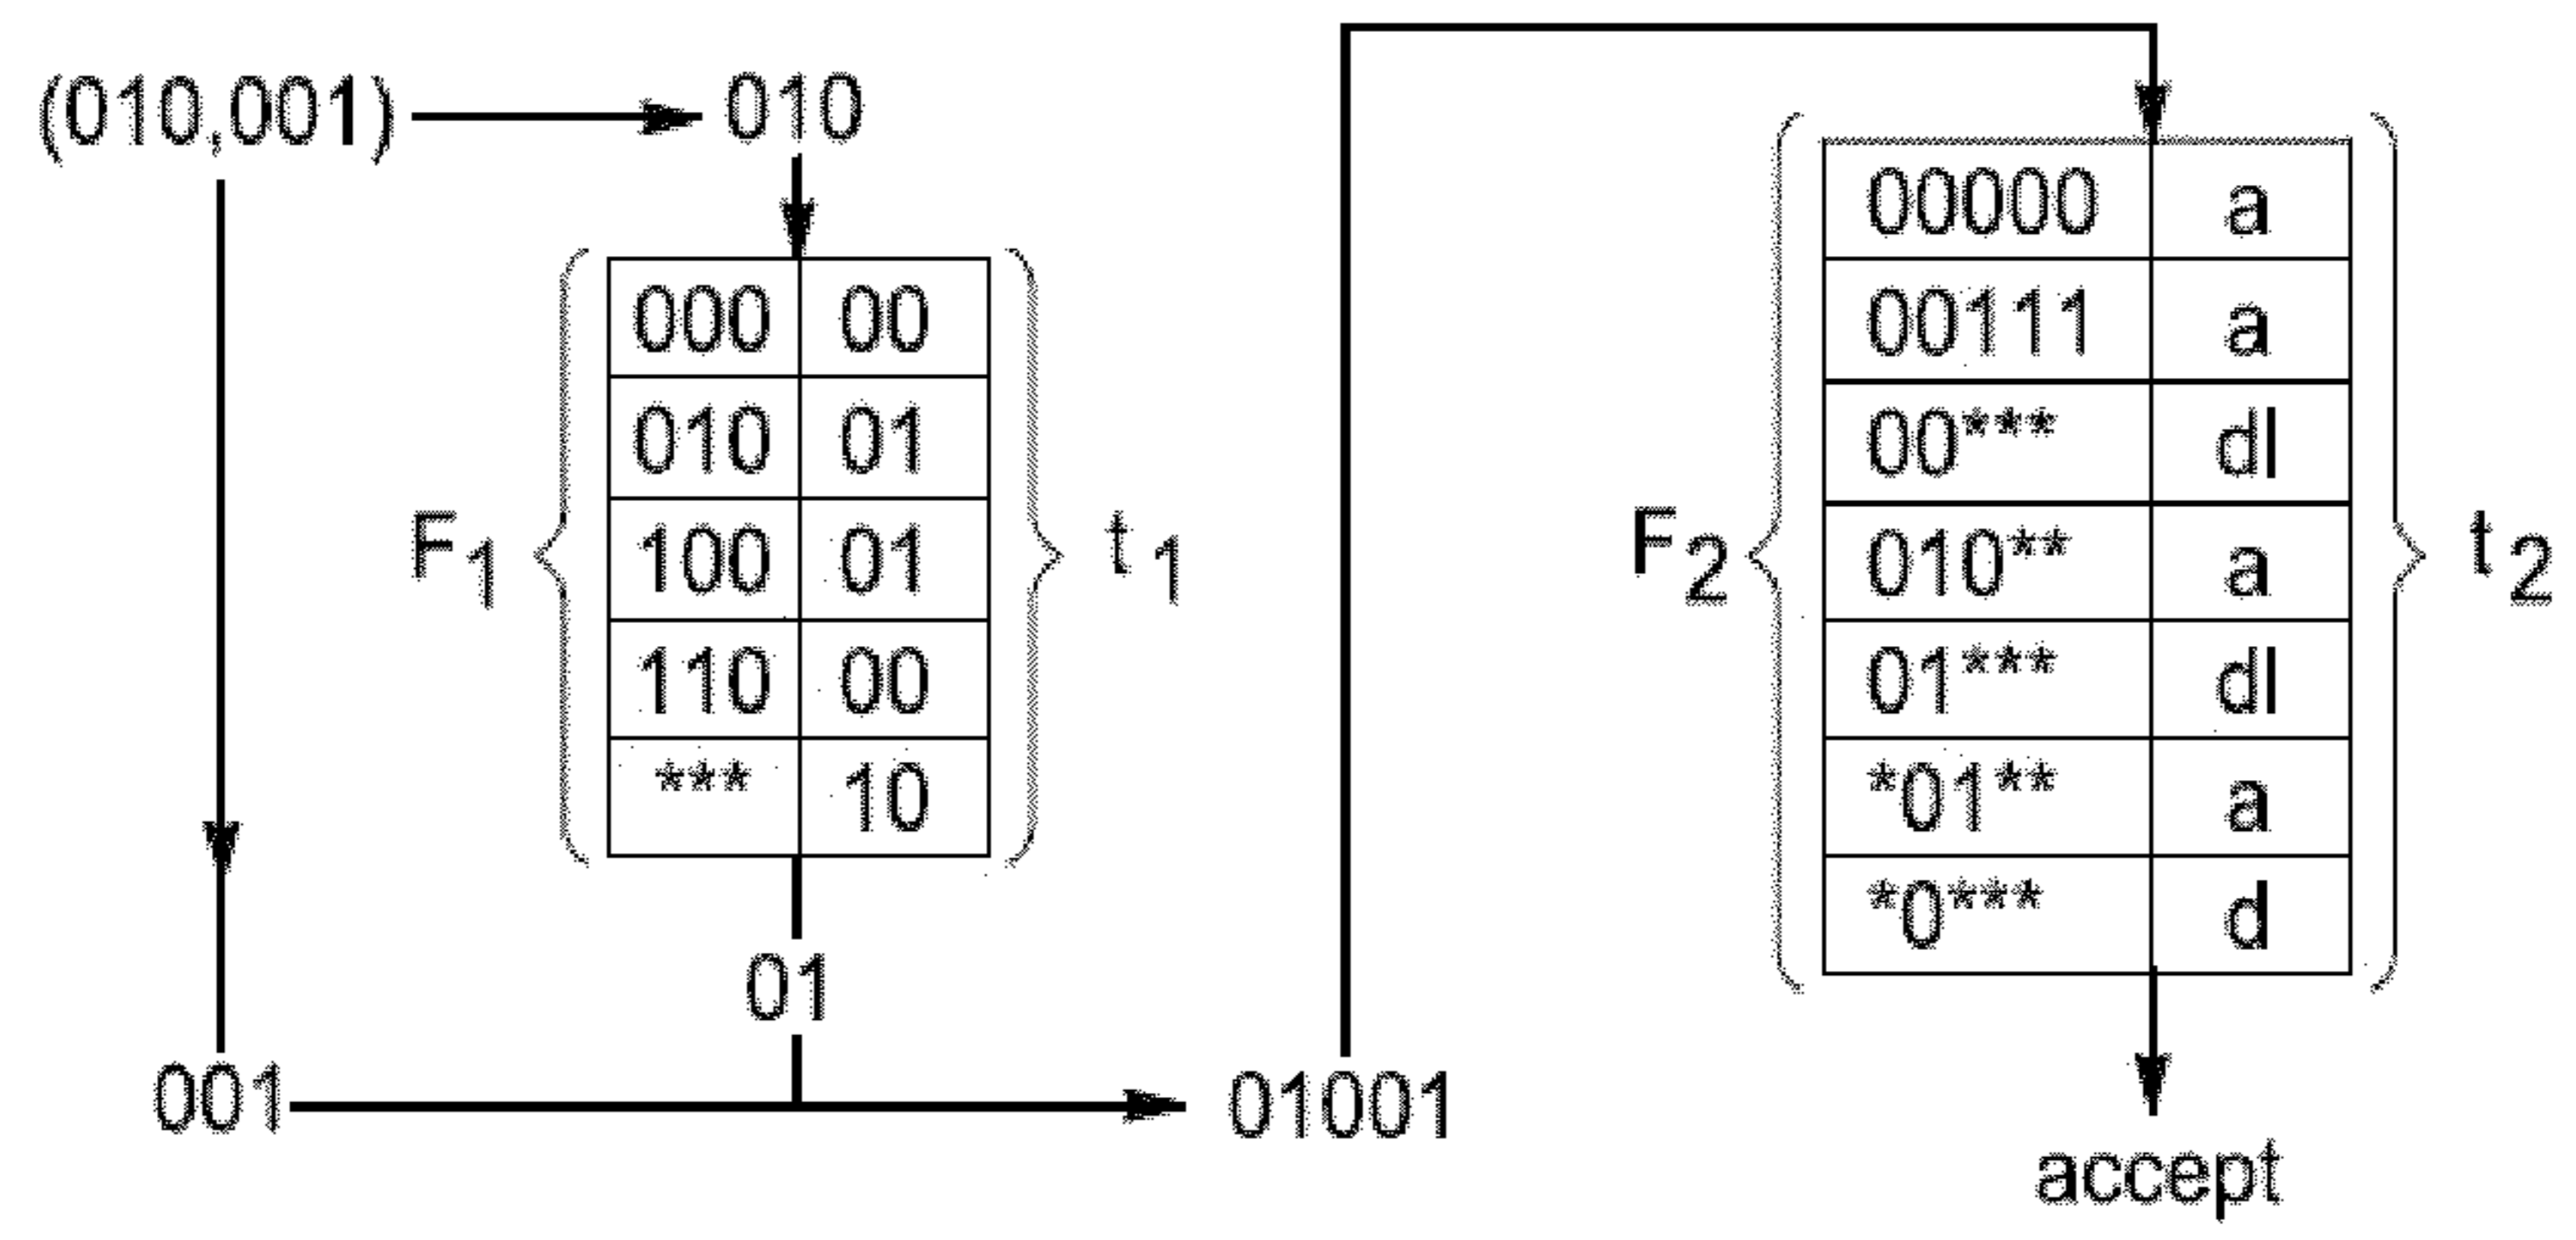 (010,001)
010
000 00
010 01
100 01
110 00
*** 10
F1
t1
01
001
01001
00000 a
00111 a
00*** dl
010** a
01*** dl
*01** a
*0*** d
F2
t2
accept